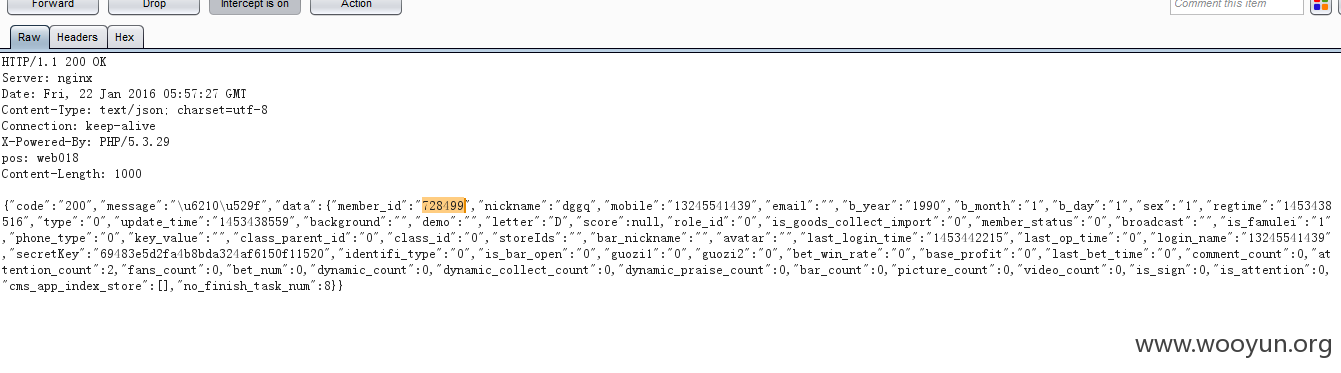 Forward Drop Intercept is on Action Comment this item
Raw Headers Hex
HTTP/1.1 200 OK
Server: nginx
Date: Fri, 22 Jan 2016 05:57:27 GMT
Content-Type: text/json; charset=utf-8
Connection: keep-alive
X-Powered-By: PHP/5.3.29
pos: web018
Content-Length: 1000
{"code":"200","message":"\u6210\u529f","data":{"member_id":"728499","nickname":"dggq","mobile":"13245541439","email":"","b_year":"1990","b_month":"1","b_day":"1","sex":"1","regtime":"1453438
516","type":"0","update_time":"1453438559","background":"","demo":"","letter":"D","score":null,"role_id":"0","is_goods_collect_import":"0","member_status":"0","broadcast":"","is_famulei":"1"
,"phone_type":"0","key_value":"","class_parent_id":"0","class_id":"0","storeIds":"","bar_nickname":"","avatar":"","last_login_time":"1453442215","last_op_time":"0","login_name":"13245541439"
,"secretKey":"69483e5d2fa4b8bda324af6150f11520","identifi_type":"0","is_bar_open":"0","guozi1":"0","guozi2":"0","bet_win_rate":"0","base_profit":"0","last_bet_time":"0","comment_count":0,"at
tention_count":2,"fans_count":0,"bet_num":0,"dynamic_count":0,"dynamic_collect_count":0,"dynamic_praise_count":0,"bar_count":0,"picture_count":0,"video_count":0,"is_sign":0,"is_attention":0,
"cms_app_index_store":[],"no_finish_task_num":8}}
www.wooyun.org